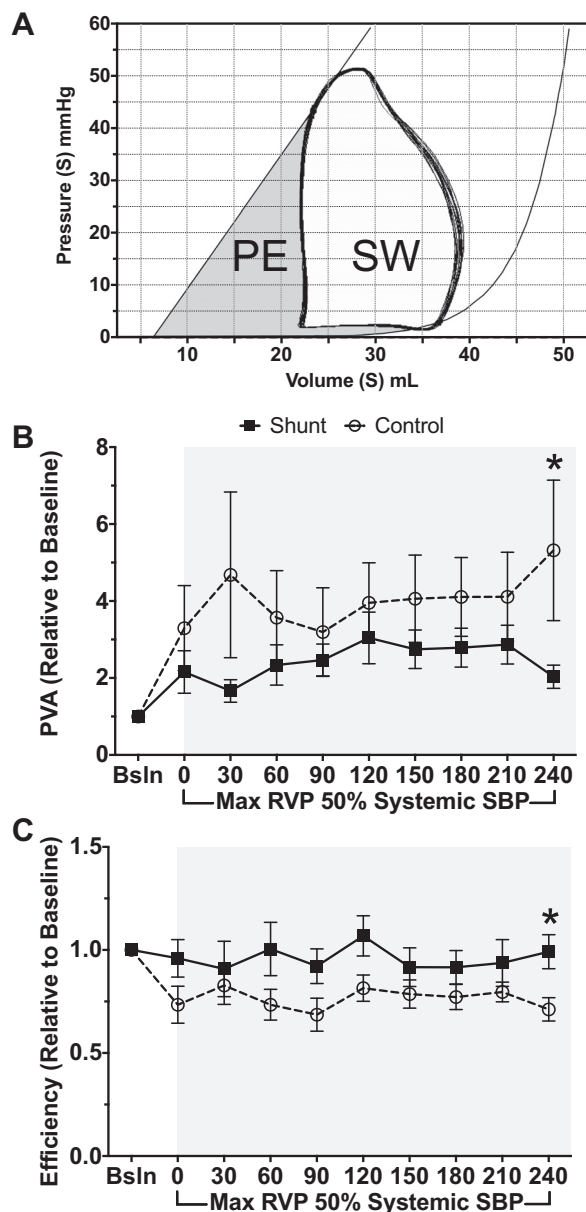 A
Pressure (S) mmHg
60
50
40
30
20
10
0
PE
SW
10
20
30
40
50
Volume (S) mL
B
Shunt
Control
PVA (Relative to Baseline)
8
6
4
2
0
*
Bsln 0 30 60 90 120 150 180 210 240
Max RVP 50% Systemic SBP
C
Efficiency (Relative to Baseline)
1.5
1.0
0.5
0.0
*
Bsln 0 30 60 90 120 150 180 210 240
Max RVP 50% Systemic SBP